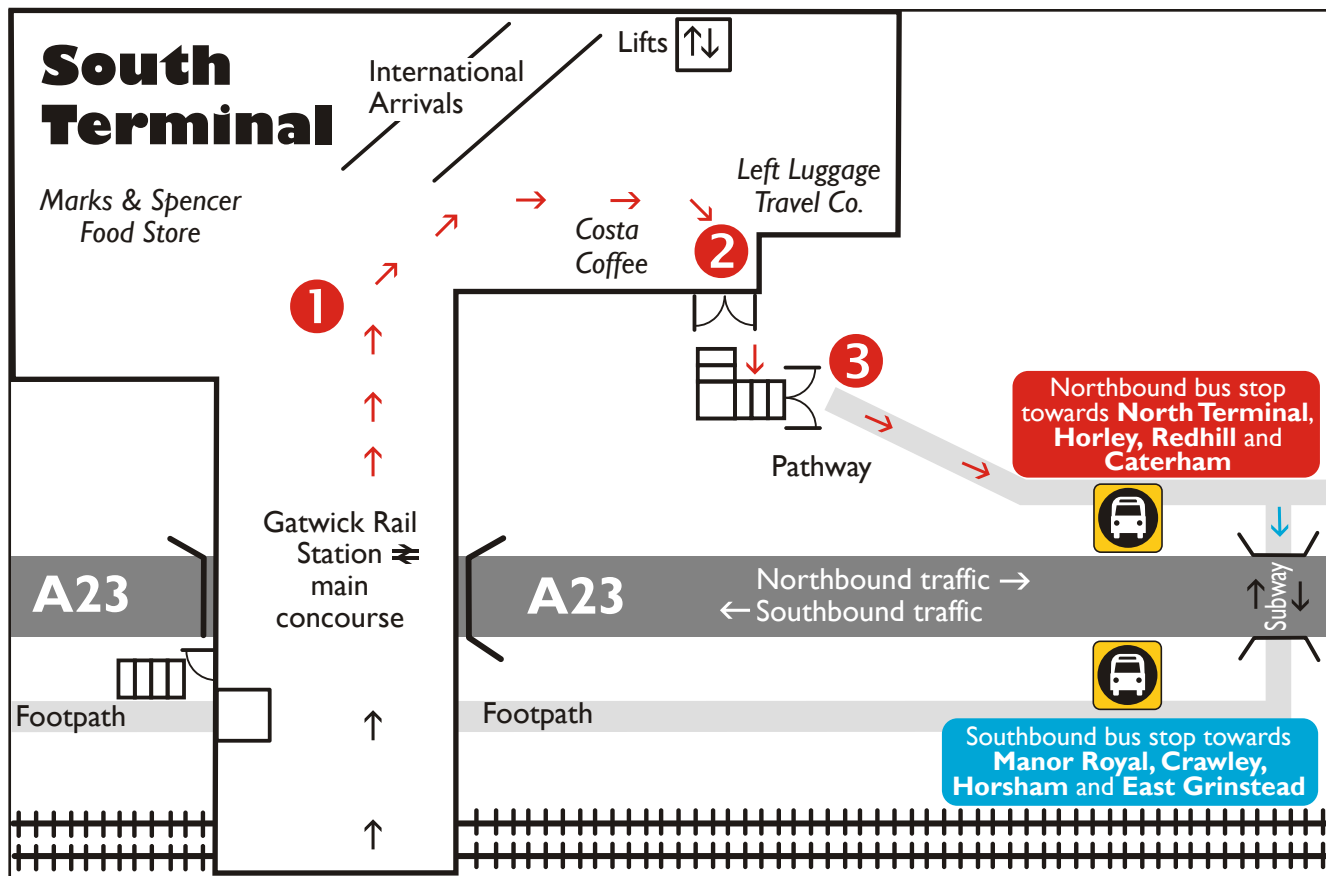 South
Terminal
International
Arrivals
Lifts
Marks & Spencer
Food Store
Left Luggage
Travel Co.
Costa
Coffee
1
2
3
Northbound bus stop
towards North Terminal,
Horley, Redhill and
Caterham
Pathway
Gatwick Rail
Station
main
concourse
A23
A23
Northbound traffic →
← Southbound traffic
Subway
Footpath
Footpath
Southbound bus stop towards
Manor Royal, Crawley,
Horsham and East Grinstead